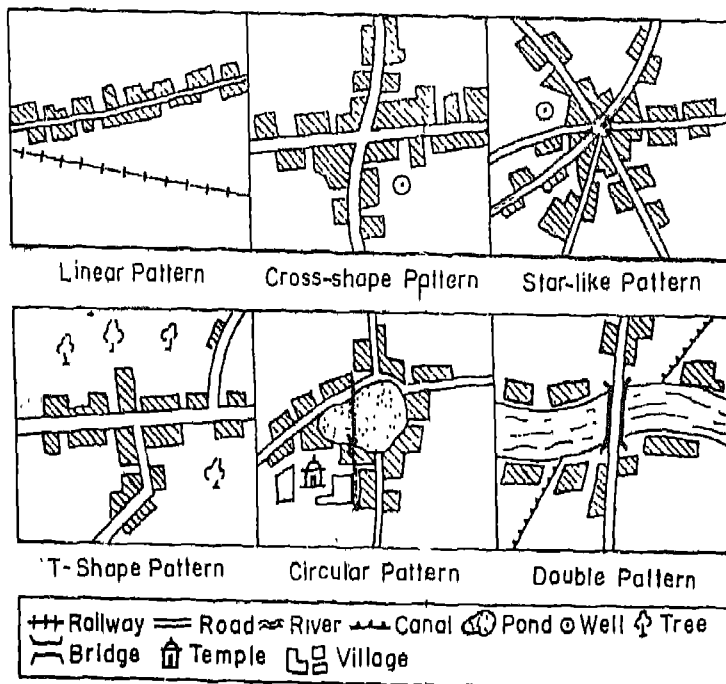 Linear Pattern
Cross-shape Pattern
Star-like Pattern
T-Shape Pattern
Circular Pattern
Double Pattern
Railway Road River Canal Pond Well Tree
Bridge Temple Village